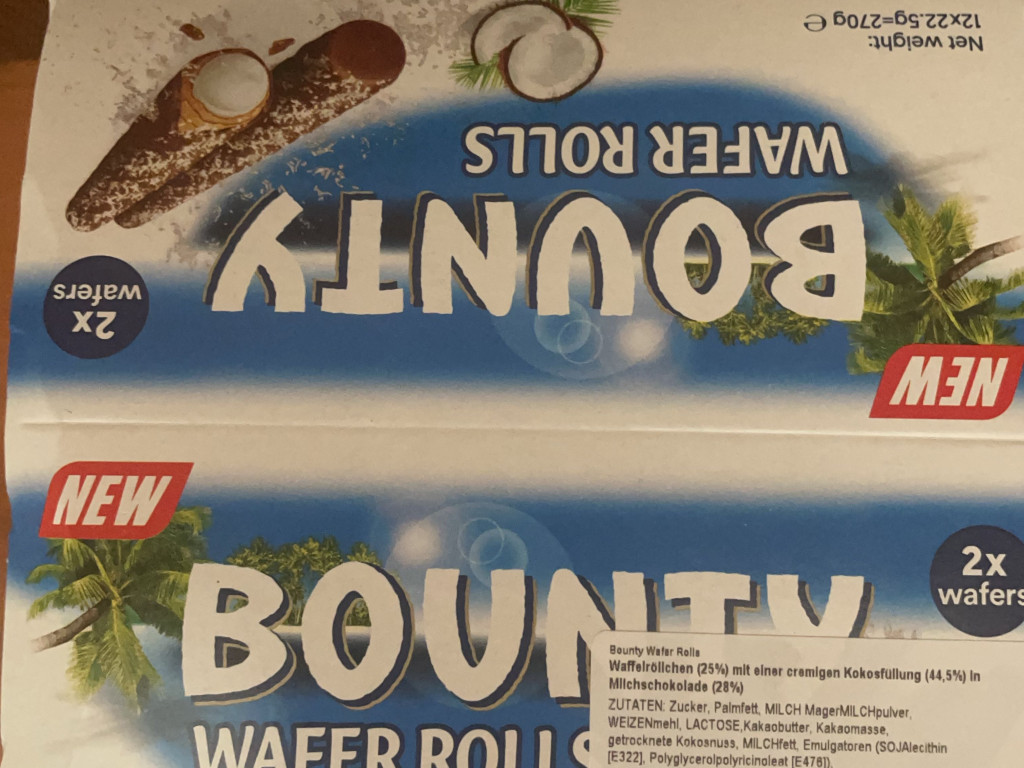 Net weight:
12x22.5g=270g ℮
WAFER ROLLS
BOUNTY
2x
wafers
NEW
NEW
BOUNTY
2x
wafers
WAFER ROLLS
Bounty Wafer Rolls
Waffelröllchen (25%) mit einer cremigen Kokosfüllung (44,5%) in
Milchschokolade (28%)
ZUTATEN: Zucker, Palmfett, MILCH MagerMILCHpulver,
WEIZENmehl, LACTOSE,Kakaobutter, Kakaomasse,
getrocknete Kokosnuss, MILCHfett, Emulgatoren (SOJAlecithin
[E322], Polyglycerolpolyricinoleat [E476]),